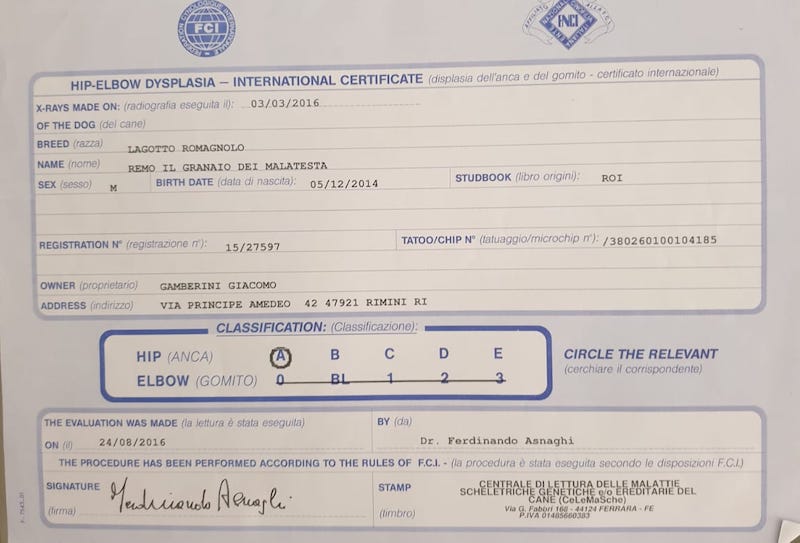 FCI
ENCI
HIP-ELBOW DYSPLASIA – INTERNATIONAL CERTIFICATE (displasia dell'anca e del gomito - certificato internazionale)
X-RAYS MADE ON: (radiografia eseguita il): 03/03/2016
OF THE DOG (del cane)
BREED (razza) LAGOTTO ROMAGNOLO
NAME (nome) REMO IL GRANAIO DEI MALATESTA
SEX (sesso) M BIRTH DATE (data di nascita): 05/12/2014 STUDBOOK (libro origini): ROI
REGISTRATION N° (registrazione n°): 15/27597 TATOO/CHIP N° (tatuaggio/microchip n°): /380260100104185
OWNER (proprietario) GAMBERINI GIACOMO
ADDRESS (indirizzo) VIA PRINCIPE AMEDEO 42 47921 RIMINI RI
CLASSIFICATION: (Classificazione):
HIP (ANCA) A B C D E
ELBOW (GOMITO) 0 BL 1 2 3
CIRCLE THE RELEVANT
(cerchiare il corrispondente)
THE EVALUATION WAS MADE (la lettura è stata eseguita) BY (da)
ON (il) 24/08/2016 Dr. Ferdinando Asnaghi
THE PROCEDURE HAS BEEN PERFORMED ACCORDING TO THE RULES OF F.C.I. - (la procedura è stata eseguita secondo le disposizioni F.C.I.)
SIGNATURE Ferdinando Asnaghi
(firma)
STAMP
(timbro)
CENTRALE DI LETTURA DELLE MALATTIE
SCHELETRICHE GENETICHE e/o EREDITARIE DEL
CANE (CeLeMaSche)
Via G. Fabbri 168 - 44124 FERRARA - FE
P.IVA 01485660383